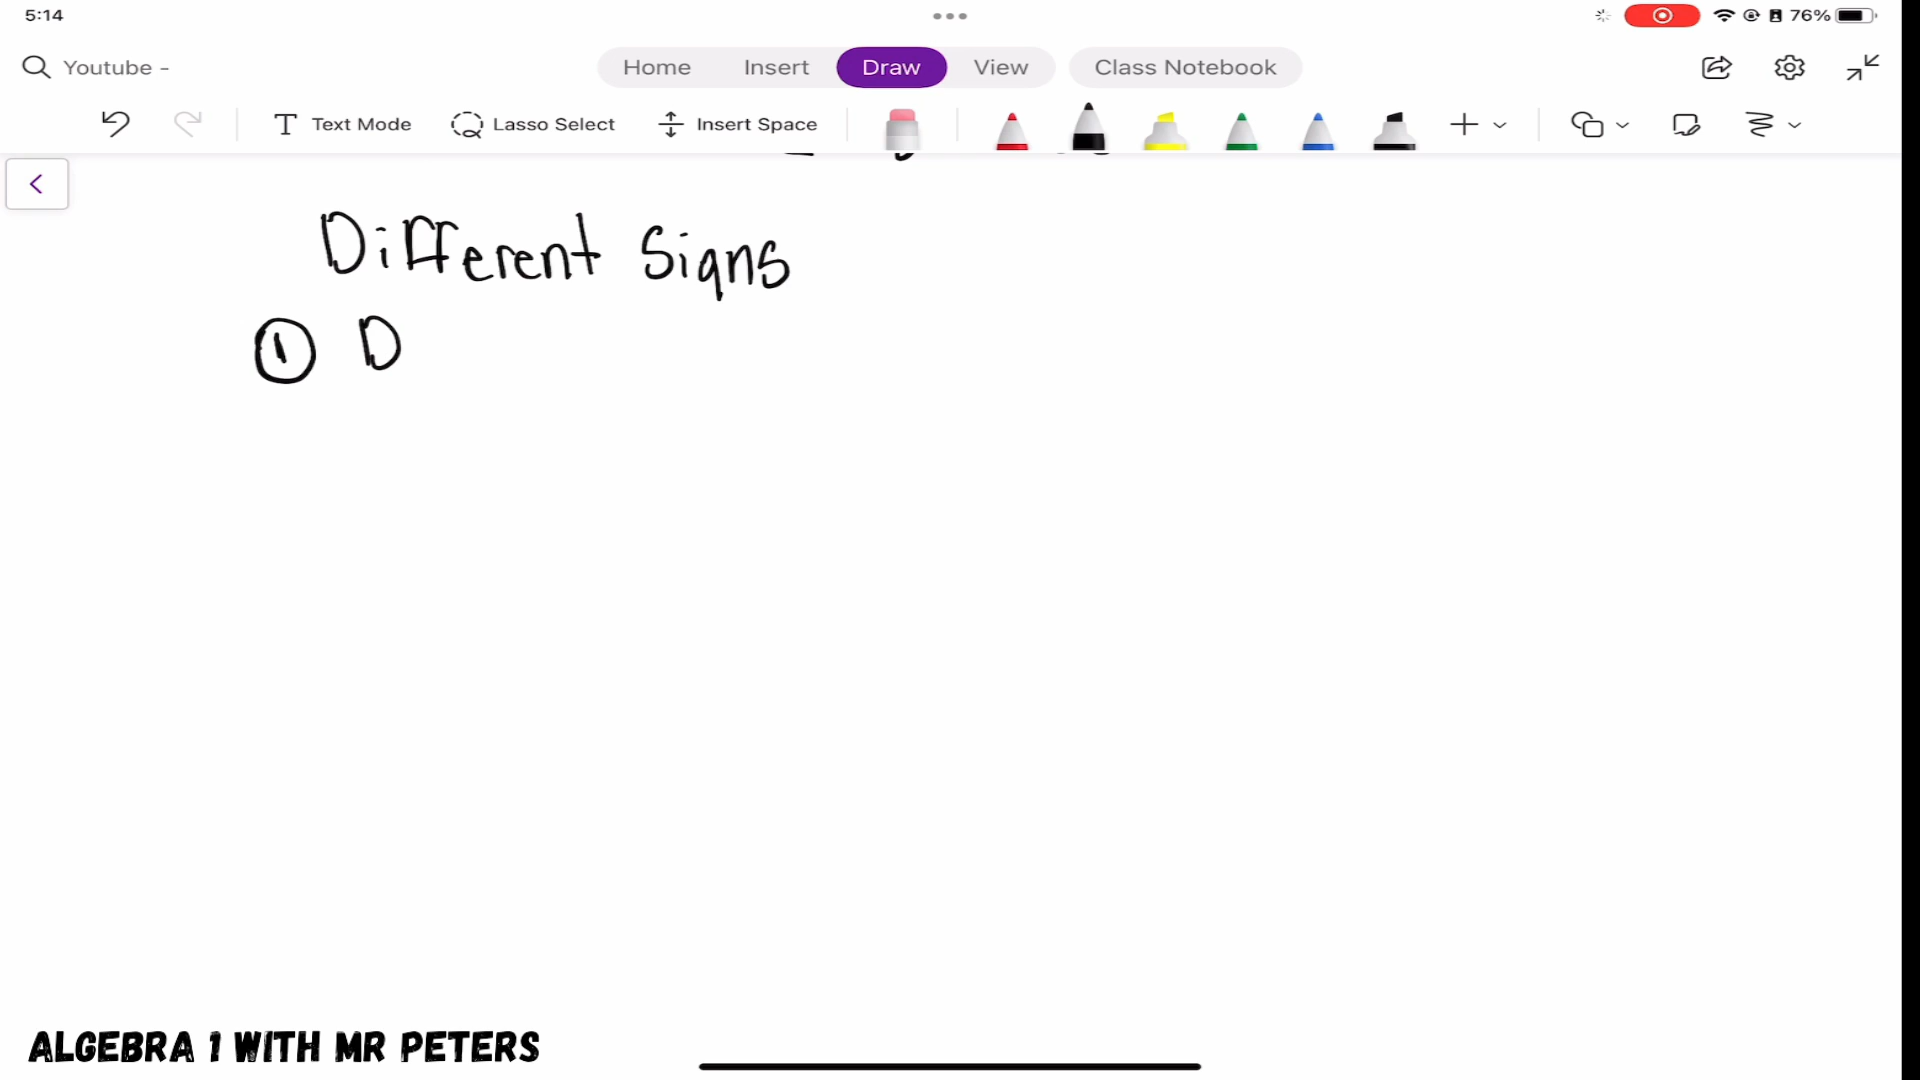 5:14
76%
Youtube -
Home Insert Draw View Class Notebook
Text Mode Lasso Select Insert Space
Different Signs
① D
ALGEBRA 1 WITH MR PETERS